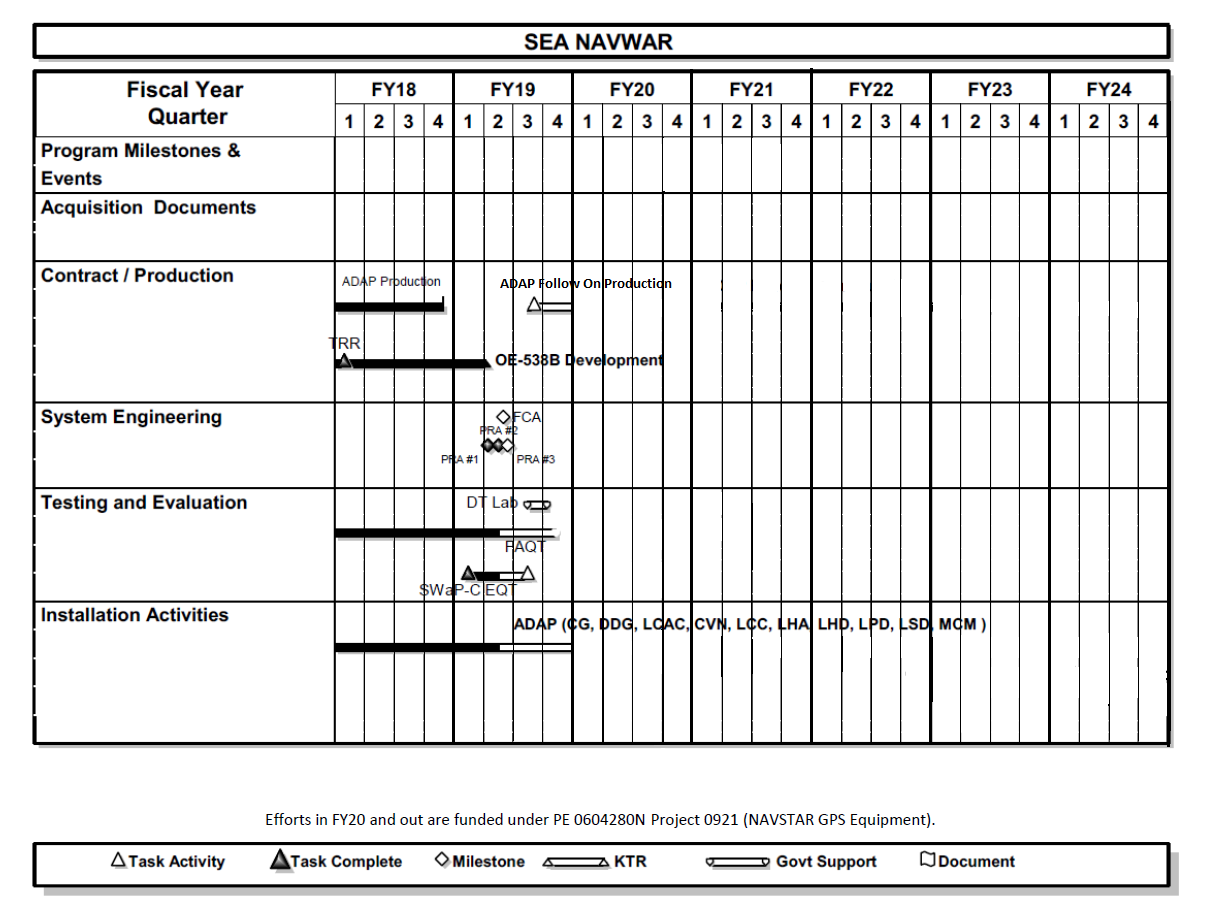 SEA NAVWAR
Fiscal Year FY18 FY19 FY20 FY21 FY22 FY23 FY24
Quarter 1 2 3 4 1 2 3 4 1 2 3 4 1 2 3 4 1 2 3 4 1 2 3 4 1 2 3 4
Program Milestones &
Events
Acquisition Documents
Contract / Production
ADAP Production ADAP Follow On Production
TRR
OE-538B Development
System Engineering FCA
PRA #2
PRA #1 PRA #3
Testing and Evaluation DT Lab
FAQT
SWaP-C EQT
Installation Activities
ADAP (CG, DDG, LCAC, CVN, LCC, LHA, LHD, LPD, LSD, MCM )
Efforts in FY20 and out are funded under PE 0604280N Project 0921 (NAVSTAR GPS Equipment).
Task Activity Task Complete Milestone KTR Govt Support Document